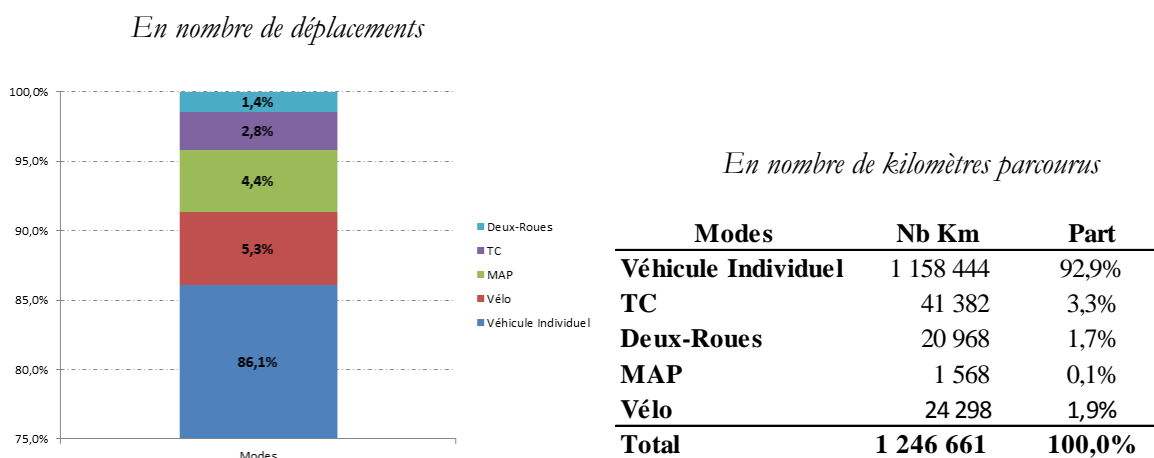 En nombre de déplacements
100,0%
95,0%
90,0%
85,0%
80,0%
75,0%
1,4%
2,8%
4,4%
5,3%
86,1%
Modes
Deux-Roues
TC
MAP
Vélo
Véhicule Individuel
En nombre de kilomètres parcourus
Modes Nb Km Part
Véhicule Individuel 1 158 444 92,9%
TC 41 382 3,3%
Deux-Roues 20 968 1,7%
MAP 1 568 0,1%
Vélo 24 298 1,9%
Total 1 246 661 100,0%